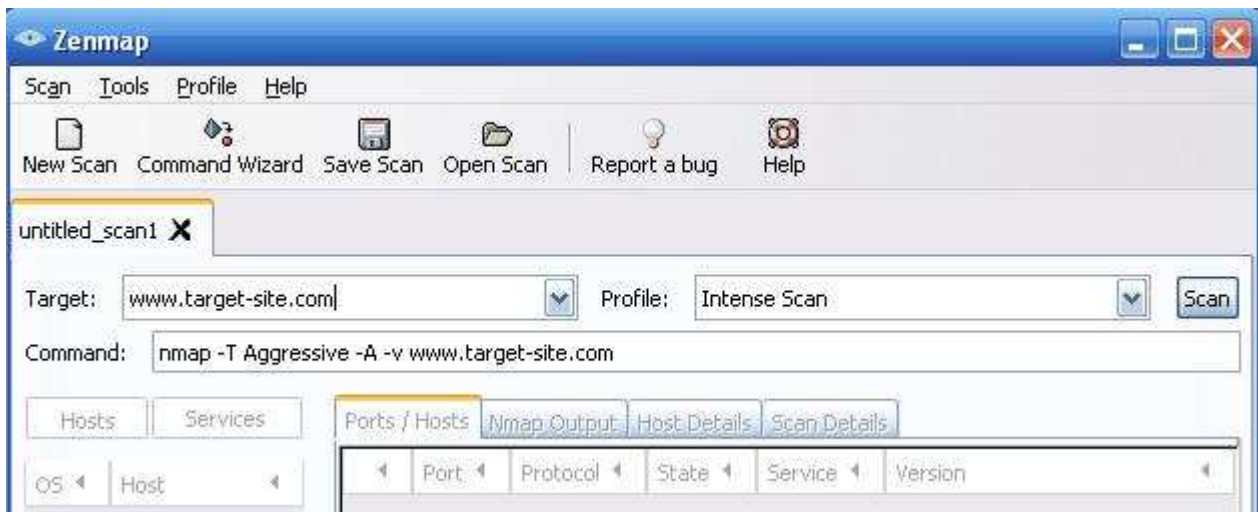 Zenmap
Scan Tools Profile Help
New Scan Command Wizard Save Scan Open Scan Report a bug Help
untitled_scan1
Target: www.target-site.com Profile: Intense Scan Scan
Command: nmap -T Aggressive -A -v www.target-site.com
Hosts Services Ports / Hosts Nmap Output Host Details Scan Details
OS Host Port Protocol State Service Version